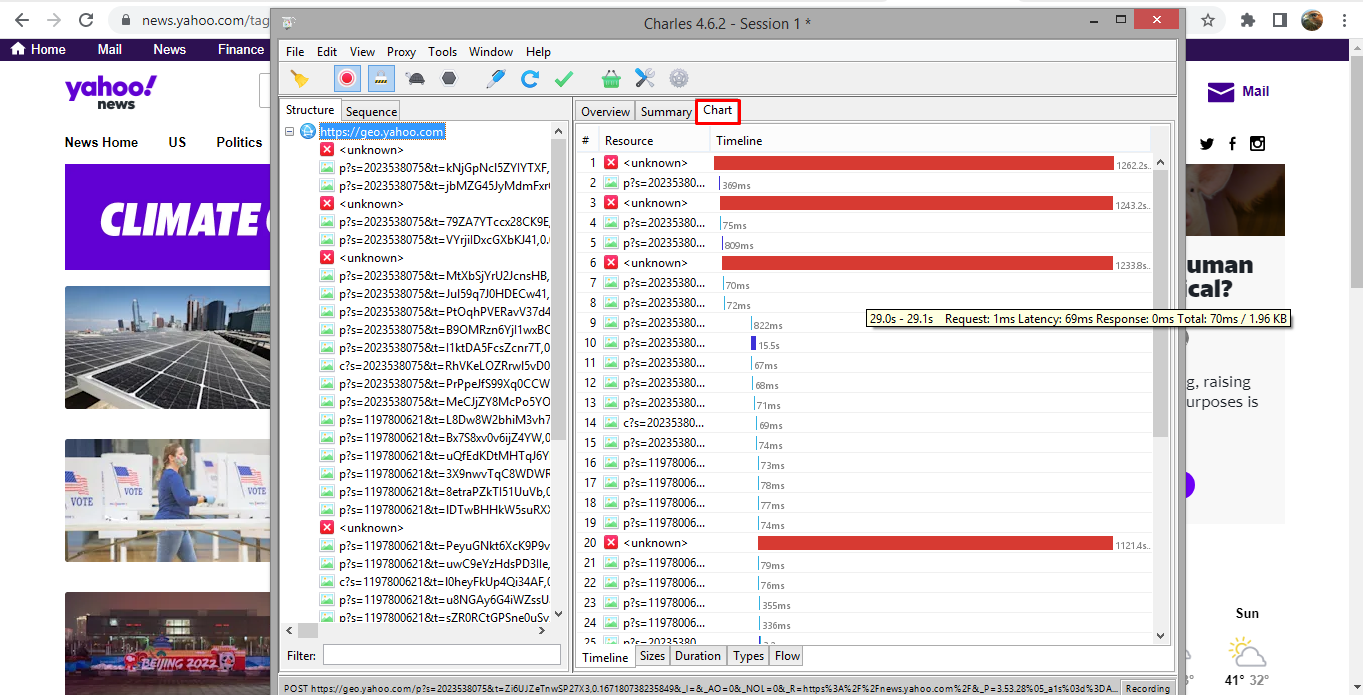 news.yahoo.com/tag
Charles 4.6.2 - Session 1 *
Home Mail News Finance
File Edit View Proxy Tools Window Help
yahoo!
news
Mail
News Home US Politics
Structure Sequence
https://geo.yahoo.com
<unknown>
p?s=2023538075&t=kNjGpNcI5ZYlYTXF,
p?s=2023538075&t=jbMZG45JyMdmFxr
<unknown>
p?s=2023538075&t=79ZA7YTccx28CK9E,
p?s=2023538075&t=VYrjiIDxcGXbKJ41,0.
<unknown>
p?s=2023538075&t=MtXbSjYrU2JcnsHB,
p?s=2023538075&t=Jul59q7J0HDECw41,
p?s=2023538075&t=PtOqhPVERavV37d4
p?s=2023538075&t=B9OMRzn6Yjl1wxBC
p?s=2023538075&t=I1ktDA5FcsZcnr7T,0
c?s=2023538075&t=RhVKeLOZRrwI5vD0
p?s=2023538075&t=PrPpeJfS99Xq0CCW
p?s=2023538075&t=MeCJjZY8McPo5YO
p?s=1197800621&t=L8Dw8W2bhiM3vh7
p?s=1197800621&t=Bx7S8xv0v6ijZ4YW,0
p?s=1197800621&t=uQfEdKDtMHTqJ6Y
p?s=1197800621&t=3X9nwvTqC8WDWR
p?s=1197800621&t=8etraPZkTI51UuVb,0
p?s=1197800621&t=IDTwBHHkW5suRXX
<unknown>
p?s=1197800621&t=PeyuGNkt6XcK9P9v
p?s=1197800621&t=uwC9eYzHdsPD3Ile,
c?s=1197800621&t=I0heyFkUp4Qi34AF,0
p?s=1197800621&t=u8NGAy6G4iWZssU
p?s=1197800621&t=sZR0RCtGPSne0uSv
Filter:
Overview Summary Chart
# Resource Timeline
1 <unknown> 1262.2s..
2 p?s=20235380... 369ms
3 <unknown> 1243.2s..
4 p?s=20235380... 75ms
5 p?s=20235380... 809ms
6 <unknown> 1233.8s..
7 p?s=20235380... 70ms
8 p?s=20235380... 72ms
29.0s - 29.1s Request: 1ms Latency: 69ms Response: 0ms Total: 70ms / 1.96 KB
9 p?s=20235380... 822ms
10 p?s=20235380... 15.5s
11 p?s=20235380... 67ms
12 p?s=20235380... 68ms
13 p?s=20235380... 71ms
14 c?s=20235380... 69ms
15 p?s=20235380... 74ms
16 p?s=11978006... 73ms
17 p?s=11978006... 78ms
18 p?s=11978006... 77ms
19 p?s=11978006... 74ms
20 <unknown> 1121.4s..
21 p?s=11978006... 79ms
22 p?s=11978006... 76ms
23 p?s=11978006... 355ms
24 p?s=11978006... 336ms
25 p?s=20235380
Timeline Sizes Duration Types Flow
POST https://geo.yahoo.com/p?s=2023538075&t=Zi6UJZeTnwSP27X3,0.167180738235849&_I=&_AO=0&_NOL=0&_R=https%3A%2F%2Fnews.yahoo.com%2F&_P=3.53.28%05_a1s%03d%3DA...
Recording
CLIMATE
VOTE
VOTE
VOTE
BEIJING 2022
uman
ical?
g, raising
urposes is
Sun
41° 32°